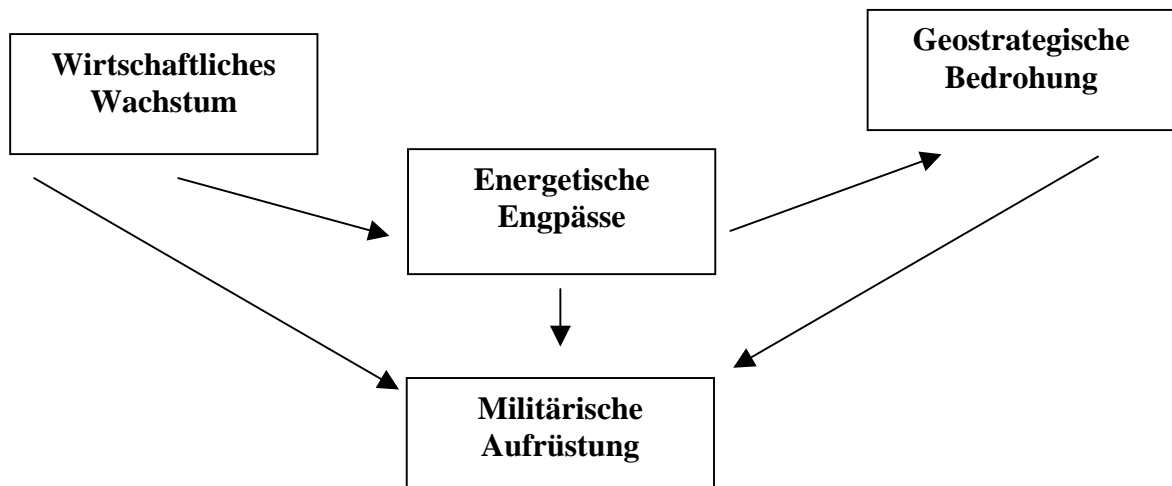 Wirtschaftliches
Wachstum
Geostrategische
Bedrohung
Energetische
Engpässe
Militärische
Aufrüstung